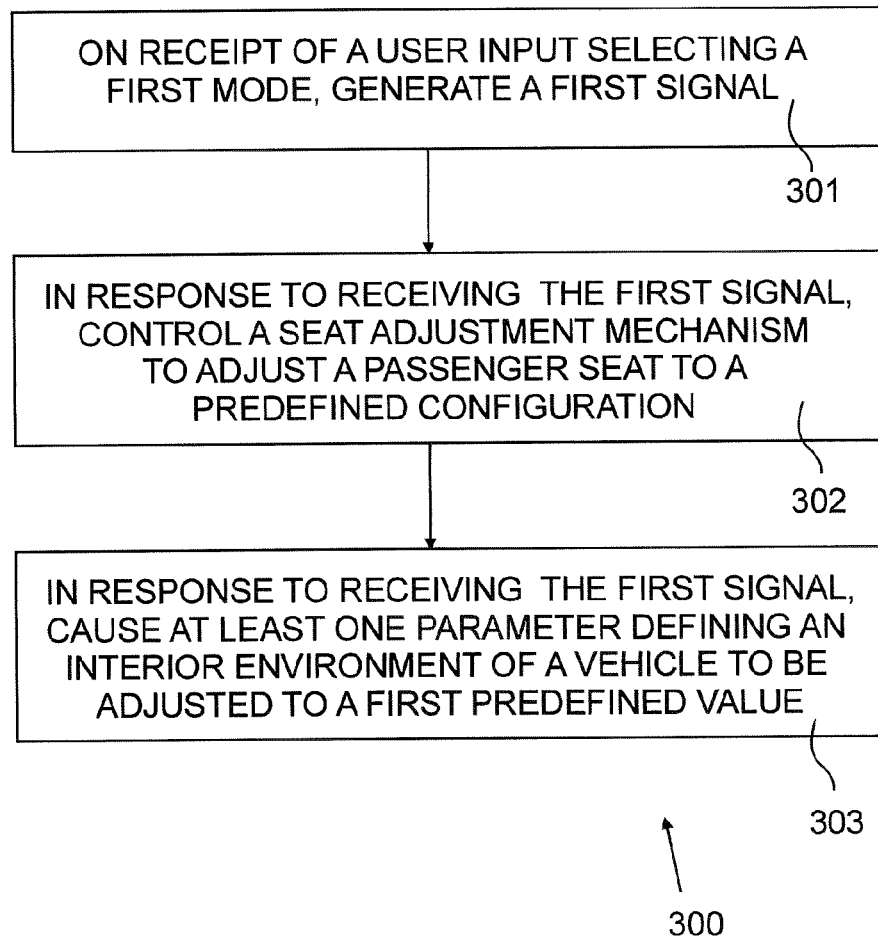 ON RECEIPT OF A USER INPUT SELECTING A
FIRST MODE, GENERATE A FIRST SIGNAL
301
IN RESPONSE TO RECEIVING THE FIRST SIGNAL,
CONTROL A SEAT ADJUSTMENT MECHANISM
TO ADJUST A PASSENGER SEAT TO A
PREDEFINED CONFIGURATION
302
IN RESPONSE TO RECEIVING THE FIRST SIGNAL,
CAUSE AT LEAST ONE PARAMETER DEFINING AN
INTERIOR ENVIRONMENT OF A VEHICLE TO BE
ADJUSTED TO A FIRST PREDEFINED VALUE
303
300